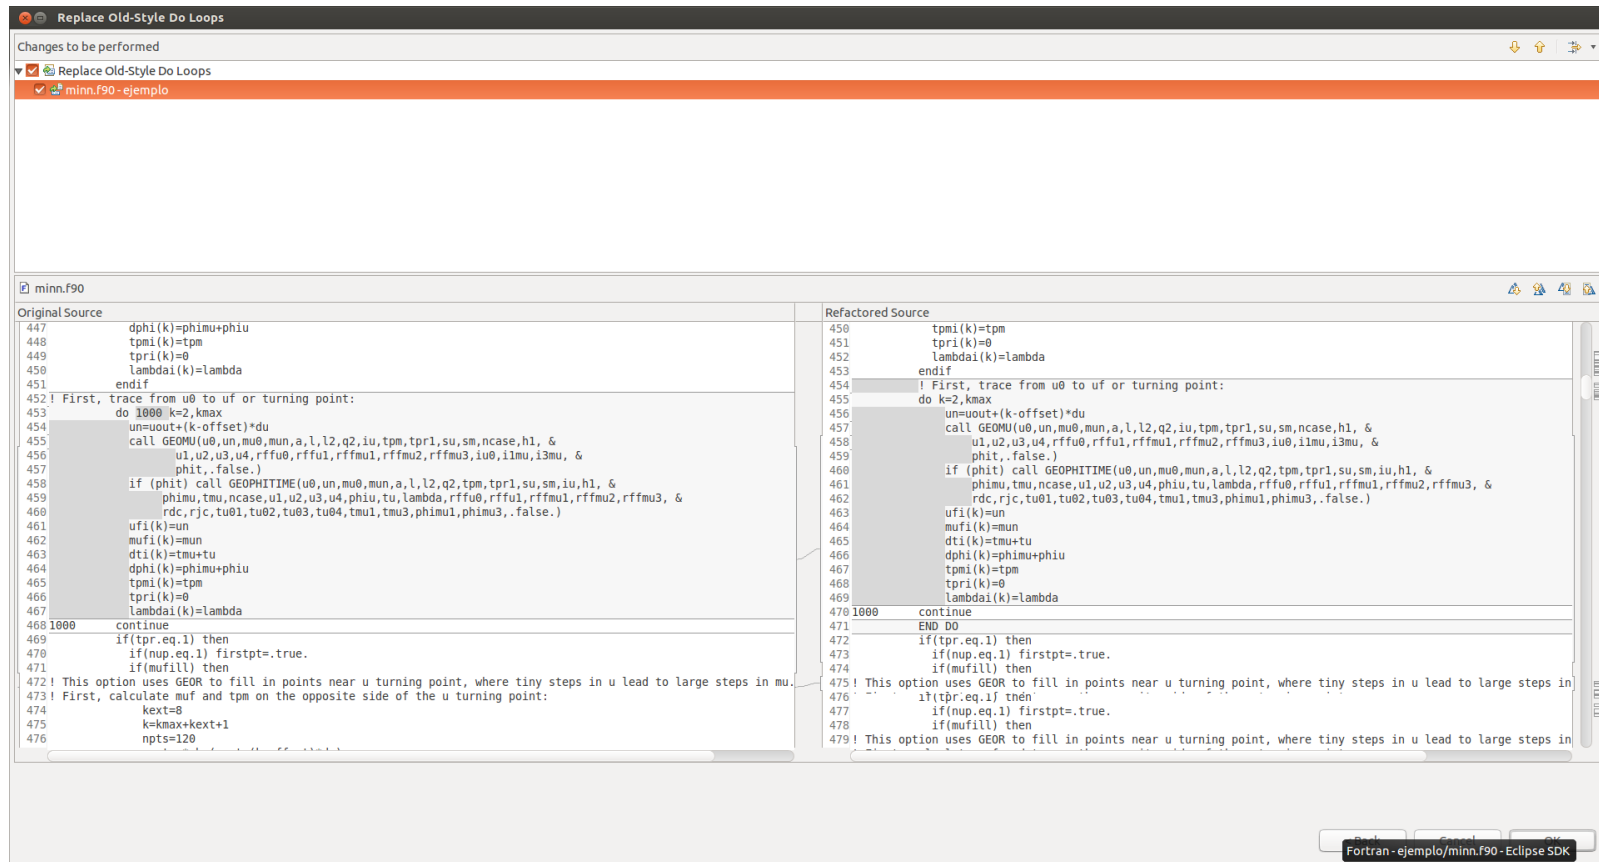 Replace Old-Style Do Loops
Changes to be performed
Replace Old-Style Do Loops
minn.f90 - ejemplo
minn.f90
Original Source
447 dphi(k)=phimu+phiu
448 tpmi(k)=tpm
449 tpri(k)=0
450 lambdai(k)=lambda
451 endif
452 ! First, trace from u0 to uf or turning point:
453 do 1000 k=2,kmax
454 un=uout+(k-offset)*du
455 call GEOMU(u0,un,mu0,mun,a,l,l2,q2,iu,tpm,tpr1,su,sm,ncase,h1, &
456 u1,u2,u3,u4,rffu0,rffu1,rffmu1,rffmu2,rffmu3,iu0,i1mu,i3mu, &
457 phit,.false.)
458 if (phit) call GEOPHITIME(u0,un,mu0,mun,a,l,l2,q2,tpm,tpr1,su,sm,iu,h1, &
459 phimu,tmu,ncase,u1,u2,u3,u4,phiu,tu,lambda,rffu0,rffu1,rffmu1,rffmu2,rffmu3, &
460 rdc,rjc,tu01,tu02,tu03,tu04,tmu1,tmu3,phimu1,phimu3,.false.)
461 ufi(k)=un
462 mufi(k)=mun
463 dti(k)=tmu+tu
464 dphi(k)=phimu+phiu
465 tpmi(k)=tpm
466 tpri(k)=0
467 lambdai(k)=lambda
468 1000 continue
469 if(tpr.eq.1) then
470 if(nup.eq.1) firstpt=.true.
471 if(mufill) then
472 ! This option uses GEOR to fill in points near u turning point, where tiny steps in u lead to large steps in mu.
473 ! First, calculate muf and tpm on the opposite side of the u turning point:
474 kext=8
475 k=kmax+kext+1
476 npts=120
Refactored Source
450 tpmi(k)=tpm
451 tpri(k)=0
452 lambdai(k)=lambda
453 endif
454 ! First, trace from u0 to uf or turning point:
455 do k=2,kmax
456 un=uout+(k-offset)*du
457 call GEOMU(u0,un,mu0,mun,a,l,l2,q2,iu,tpm,tpr1,su,sm,ncase,h1, &
458 u1,u2,u3,u4,rffu0,rffu1,rffmu1,rffmu2,rffmu3,iu0,i1mu,i3mu, &
459 phit,.false.)
460 if (phit) call GEOPHITIME(u0,un,mu0,mun,a,l,l2,q2,tpm,tpr1,su,sm,iu,h1, &
461 phimu,tmu,ncase,u1,u2,u3,u4,phiu,tu,lambda,rffu0,rffu1,rffmu1,rffmu2,rffmu3, &
462 rdc,rjc,tu01,tu02,tu03,tu04,tmu1,tmu3,phimu1,phimu3,.false.)
463 ufi(k)=un
464 mufi(k)=mun
465 dti(k)=tmu+tu
466 dphi(k)=phimu+phiu
467 tpmi(k)=tpm
468 tpri(k)=0
469 lambdai(k)=lambda
470 1000 continue
471 END DO
472 if(tpr.eq.1) then
473 if(nup.eq.1) firstpt=.true.
474 if(mufill) then
475 ! This option uses GEOR to fill in points near u turning point, where tiny steps in u lead to large steps in
476 if(tpr.eq.1) then
477 if(nup.eq.1) firstpt=.true.
478 if(mufill) then
479 ! This option uses GEOR to fill in points near u turning point, where tiny steps in u lead to large steps in
Back Cancel OK
Fortran - ejemplo/minn.f90 - Eclipse SDK